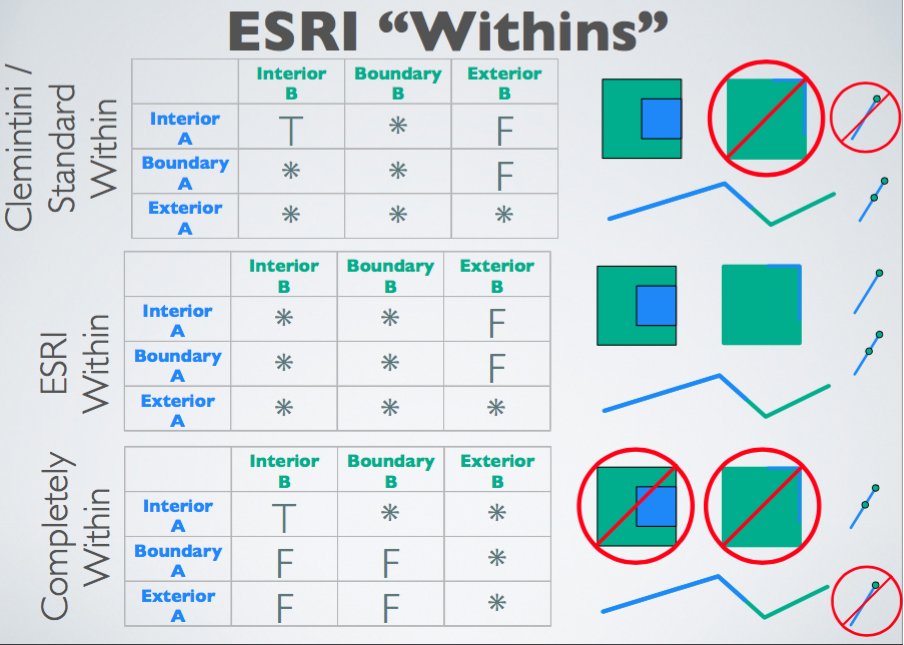 ESRI “Withins”
Clemintini /
Standard
Within
Interior B Boundary B Exterior B
Interior A T * F
Boundary A * * F
Exterior A * * *
ESRI
Within
Interior B Boundary B Exterior B
Interior A * * F
Boundary A * * F
Exterior A * * *
Completely
Within
Interior B Boundary B Exterior B
Interior A T * *
Boundary A F F *
Exterior A F F *